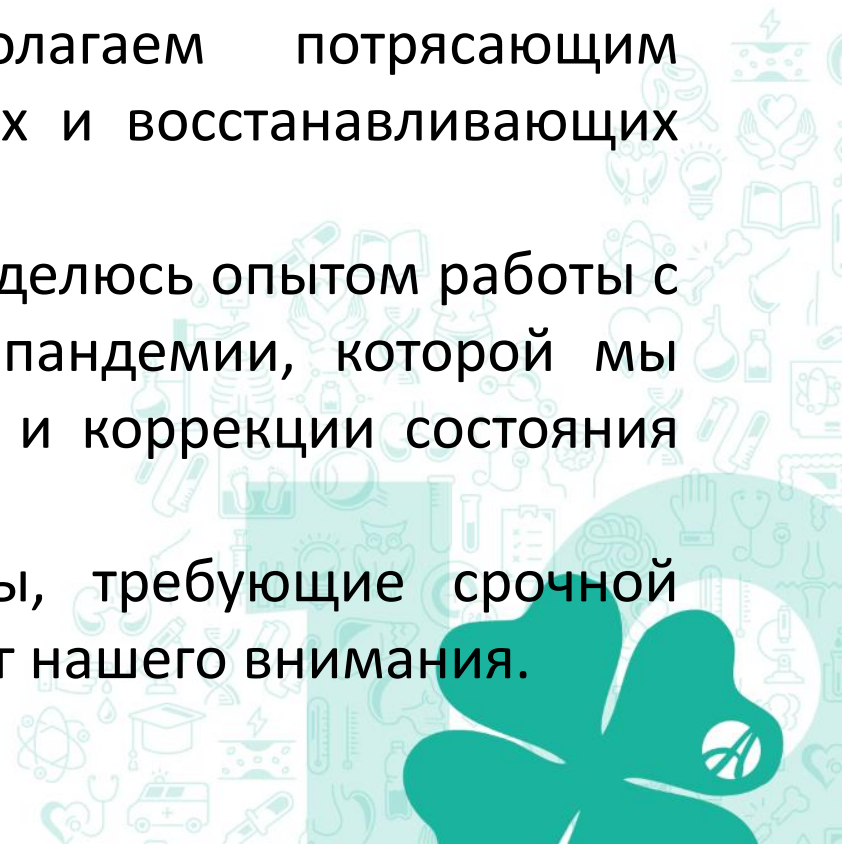 олагаем потрясающим
х и восстанавливающих
делюсь опытом работы с
пандемии, которой мы
и коррекции состояния
ы, требующие срочной
т нашего внимания.